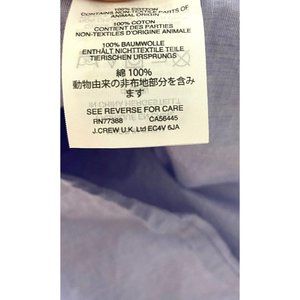 100% COTTON
CONTAINS NON-TEXTILE PARTS OF
ANIMAL ORIGIN
100% COTON
CONTIENT DES PARTIES
NON-TEXTILES D'ORIGINE ANIMALE
100% BAUMWOLLE
ENTHÄLT NICHTTEXTILE TEILE
TIERISCHEN URSPRUNGS
綿 100%
動物由来の非布地部分を含み
ます
SEE REVERSE FOR CARE
RN77388 CA56445
J.CREW U.K. Ltd EC4V 6JA